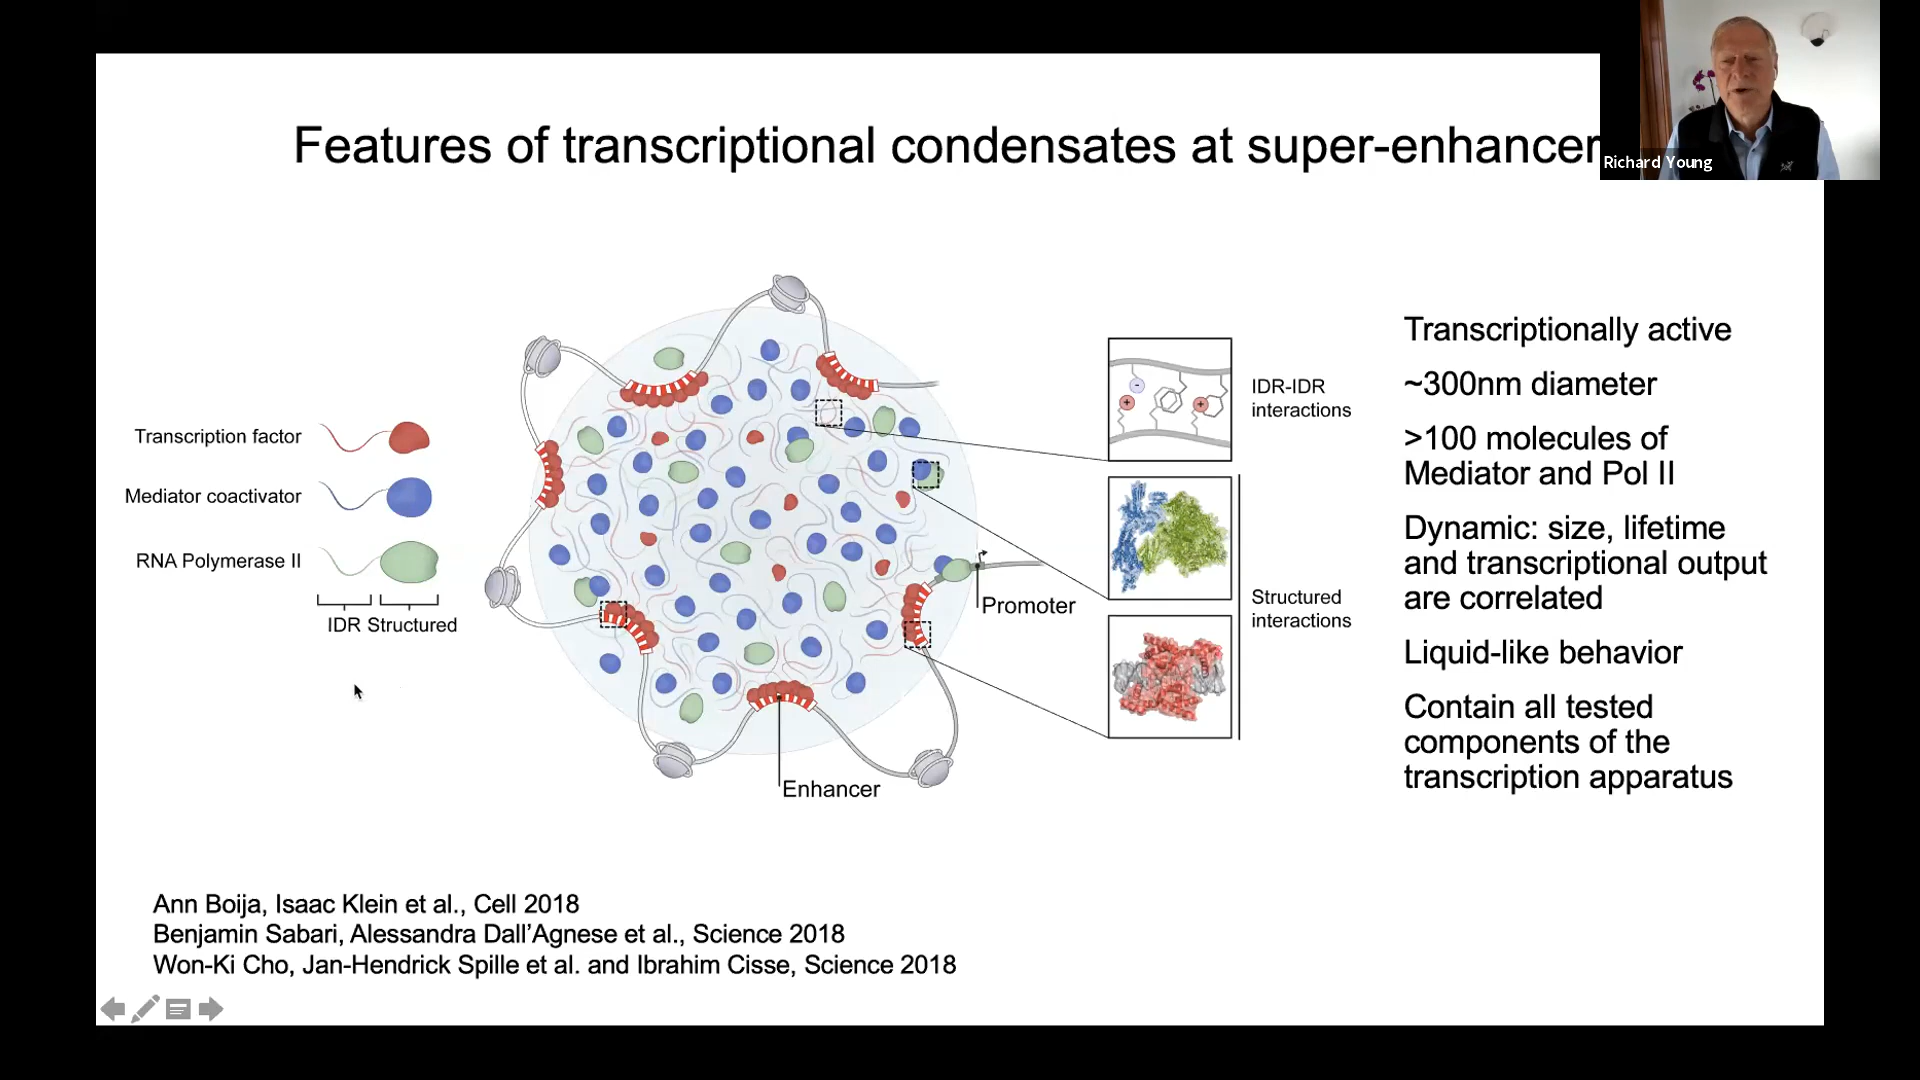 Features of transcriptional condensates at super-enhancer
Richard Young
Transcription factor
Mediator coactivator
RNA Polymerase II
IDR Structured
Promoter
Enhancer
-
+
+
IDR-IDR
interactions
Structured
interactions
Transcriptionally active
~300nm diameter
>100 molecules of
Mediator and Pol II
Dynamic: size, lifetime
and transcriptional output
are correlated
Liquid-like behavior
Contain all tested
components of the
transcription apparatus
Ann Boija, Isaac Klein et al., Cell 2018
Benjamin Sabari, Alessandra Dall’Agnese et al., Science 2018
Won-Ki Cho, Jan-Hendrick Spille et al. and Ibrahim Cisse, Science 2018